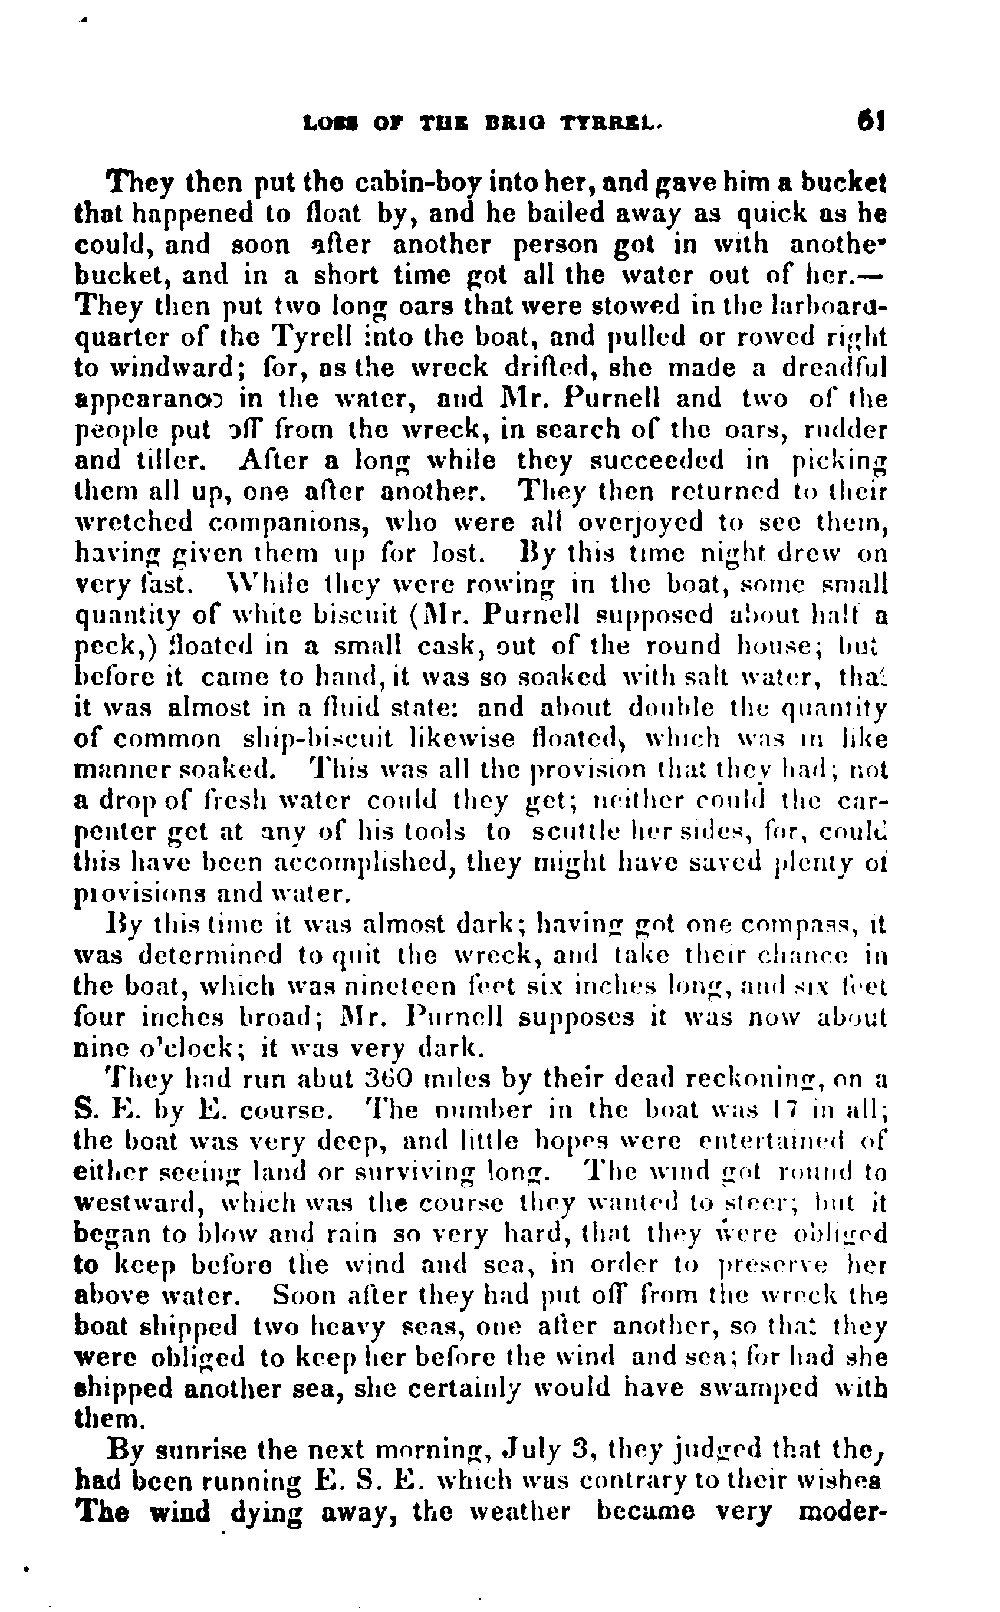 LOSS OF THE BRIG TYRREL. 61
They then put the cabin-boy into her, and gave him a bucket
that happened to float by, and he bailed away as quick as he
could, and soon after another person got in with anothe
bucket, and in a short time got all the water out of her.—
They then put two long oars that were stowed in the larboard-
quarter of the Tyrell into the boat, and pulled or rowed right
to windward; for, as the wreck drifted, she made a dreadful
appearance in the water, and Mr. Purnell and two of the
people put off from the wreck, in search of the oars, rudder
and tiller. After a long while they succeeded in picking
them all up, one after another. They then returned to their
wretched companions, who were all overjoyed to see them,
having given them up for lost. By this time night drew on
very fast. While they were rowing in the boat, some small
quantity of white biscuit (Mr. Purnell supposed about half a
peck,) floated in a small cask, out of the round house; but
before it came to hand, it was so soaked with salt water, that
it was almost in a fluid state: and about double the quantity
of common ship-biscuit likewise floated, which was in like
manner soaked. This was all the provision that they had; not
a drop of fresh water could they get; neither could the car-
penter get at any of his tools to scuttle her sides, for, could
this have been accomplished, they might have saved plenty of
provisions and water.
By this time it was almost dark; having got one compass, it
was determined to quit the wreck, and take their chance in
the boat, which was nineteen feet six inches long, and six feet
four inches broad; Mr. Purnell supposes it was now about
nine o'clock; it was very dark.
They had run abut 360 miles by their dead reckoning, on a
S. E. by E. course. The number in the boat was 17 in all;
the boat was very deep, and little hopes were entertained of
either seeing land or surviving long. The wind got round to
westward, which was the course they wanted to steer; but it
began to blow and rain so very hard, that they were obliged
to keep before the wind and sea, in order to preserve her
above water. Soon after they had put off from the wreck the
boat shipped two heavy seas, one after another, so that they
were obliged to keep her before the wind and sea; for had she
shipped another sea, she certainly would have swamped with
them.
By sunrise the next morning, July 3, they judged that they
had been running E. S. E. which was contrary to their wishes
The wind dying away, the weather became very moder-